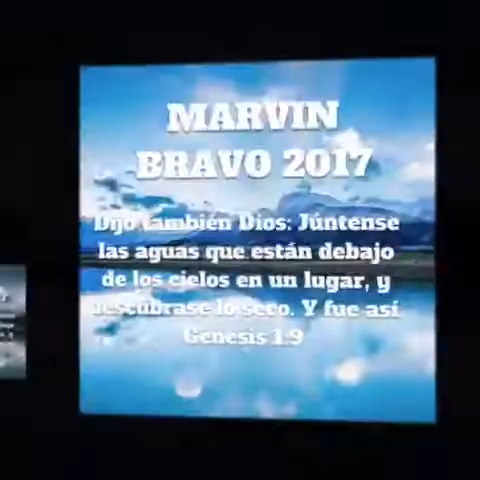 MARVIN
BRAVO 2017
Dijo también Dios: Júntense
las aguas que están debajo
de los cielos en un lugar, y
descúbrase lo seco. Y fue así
Genesis 1:9